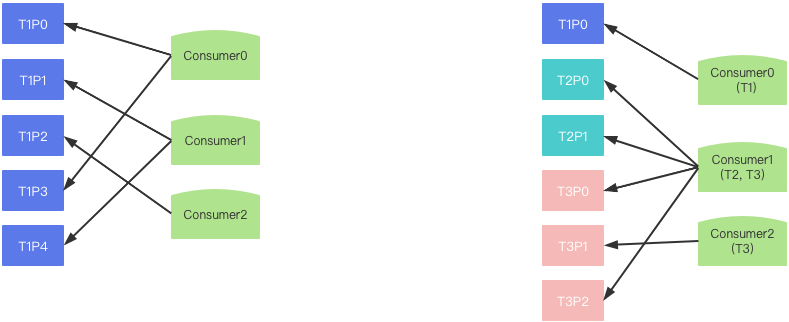 T1P0
T1P1
T1P2
T1P3
T1P4
Consumer0
Consumer1
Consumer2
T1P0
T2P0
T2P1
T3P0
T3P1
T3P2
Consumer0
(T1)
Consumer1
(T2, T3)
Consumer2
(T3)